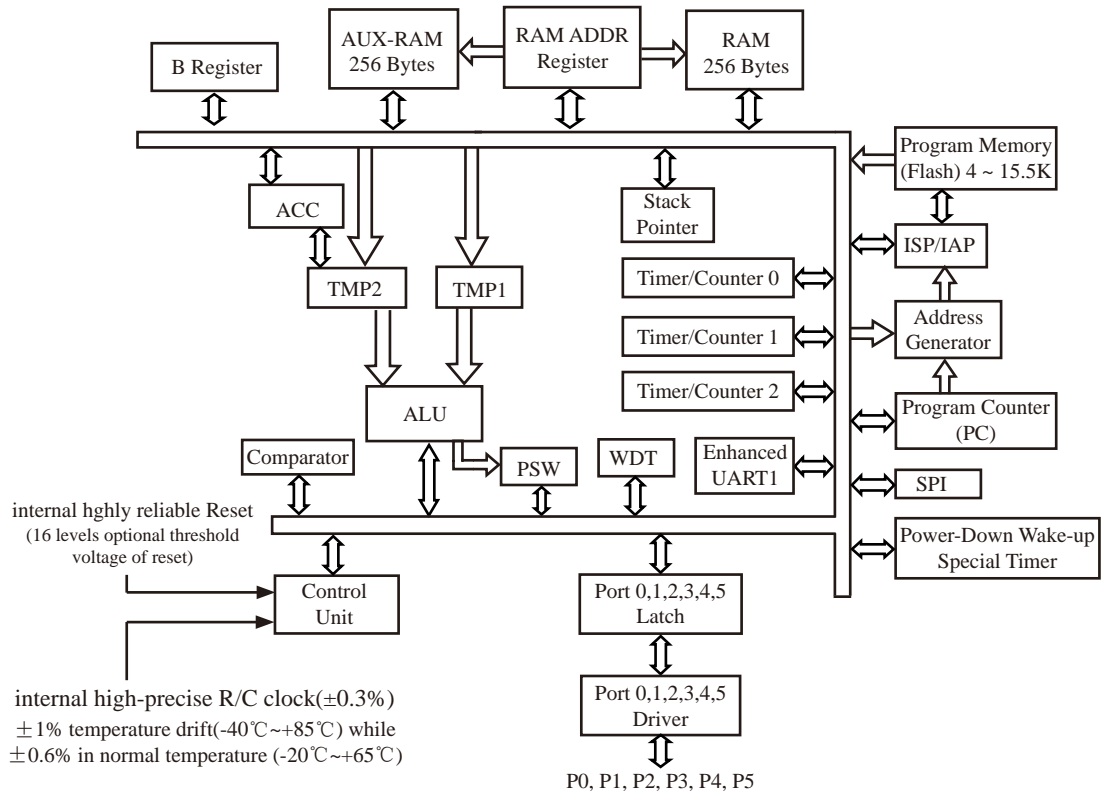 B Register
AUX-RAM
256 Bytes
RAM ADDR
Register
RAM
256 Bytes
Program Memory
(Flash) 4 ~ 15.5K
ACC
Stack
Pointer
ISP/IAP
TMP2
TMP1
Timer/Counter 0
Address
Generator
Timer/Counter 1
Timer/Counter 2
ALU
Program Counter
(PC)
Comparator
PSW
WDT
Enhanced
UART1
SPI
internal hghly reliable Reset
(16 levels optional threshold
voltage of reset)
Power-Down Wake-up
Special Timer
Control
Unit
Port 0,1,2,3,4,5
Latch
internal high-precise R/C clock(±0.3%)
±1% temperature drift(-40℃~+85℃) while
±0.6% in normal temperature (-20℃~+65℃)
Port 0,1,2,3,4,5
Driver
P0, P1, P2, P3, P4, P5